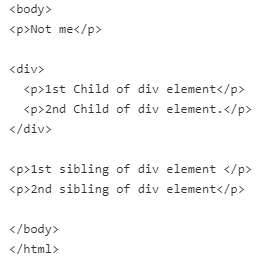 <body>
<p>Not me</p>
<div>
<p>1st Child of div element</p>
<p>2nd Child of div element.</p>
</div>
<p>1st sibling of div element </p>
<p>2nd sibling of div element</p>
</body>
</html>